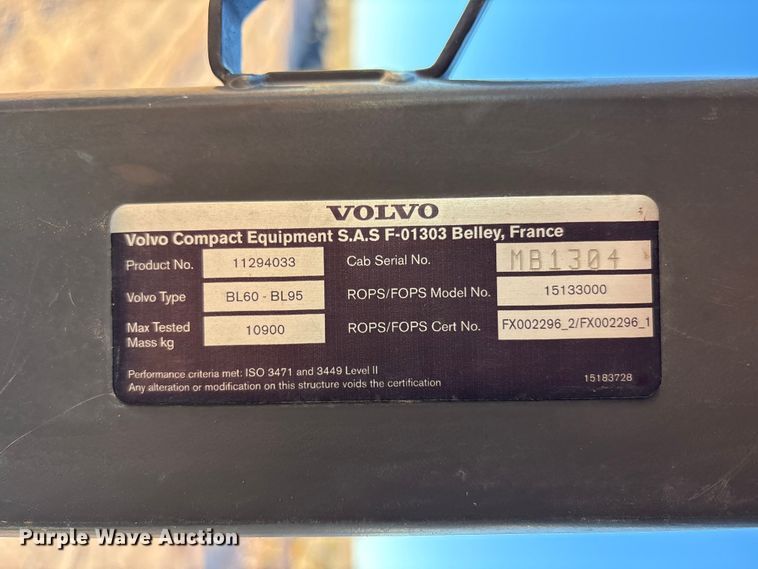 VOLVO
Volvo Compact Equipment S.A.S F-01303 Belley, France
Product No. 11294033 Cab Serial No. MB1304
Volvo Type BL60 - BL95 ROPS/FOPS Model No. 15133000
Max Tested Mass kg 10900 ROPS/FOPS Cert No. FX002296_2/FX002296_1
Performance criteria met: ISO 3471 and 3449 Level II
Any alteration or modification on this structure voids the certification 15183728
Purple Wave Auction